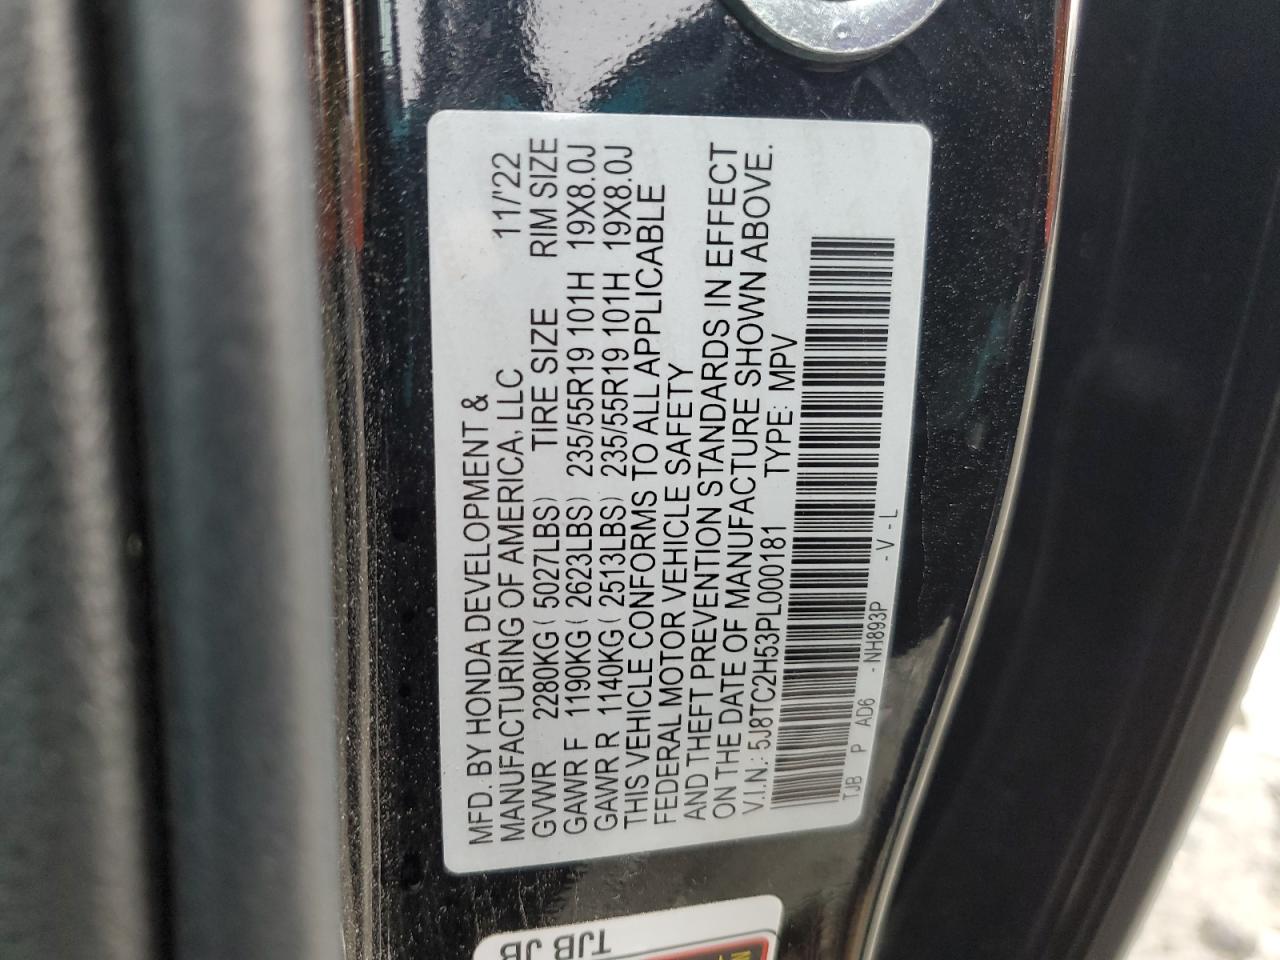 MFD. BY HONDA DEVELOPMENT &
MANUFACTURING OF AMERICA, LLC 11/'22
GVWR 2280KG ( 5027LBS) TIRE SIZE RIM SIZE
GAWR F 1190KG ( 2623LBS) 235/55R19 101H 19X8.0J
GAWR R 1140KG ( 2513LBS) 235/55R19 101H 19X8.0J
THIS VEHICLE CONFORMS TO ALL APPLICABLE
FEDERAL MOTOR VEHICLE SAFETY
AND THEFT PREVENTION STANDARDS IN EFFECT
ON THE DATE OF MANUFACTURE SHOWN ABOVE.
V.I.N.: 5J8TC2H53PL000181 TYPE: MPV
TJB P AD6 - NH893P - V - L
TJB